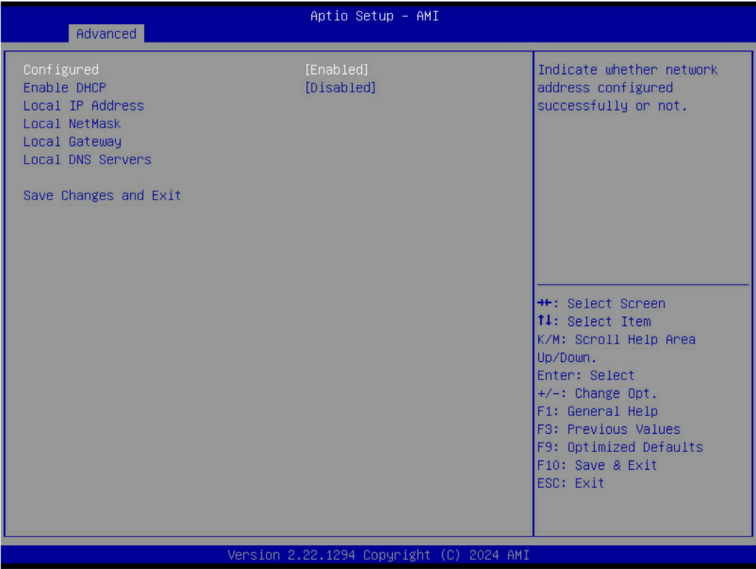 Aptio Setup – AMI
Advanced
Configured [Enabled]
Enable DHCP [Disabled]
Local IP Address
Local NetMask
Local Gateway
Local DNS Servers
Save Changes and Exit
Indicate whether network
address configured
successfully or not.
→←: Select Screen
↑↓: Select Item
K/M: Scroll Help Area
Up/Down.
Enter: Select
+/-: Change Opt.
F1: General Help
F3: Previous Values
F9: Optimized Defaults
F10: Save & Exit
ESC: Exit
Version 2.22.1294 Copyright (C) 2024 AMI